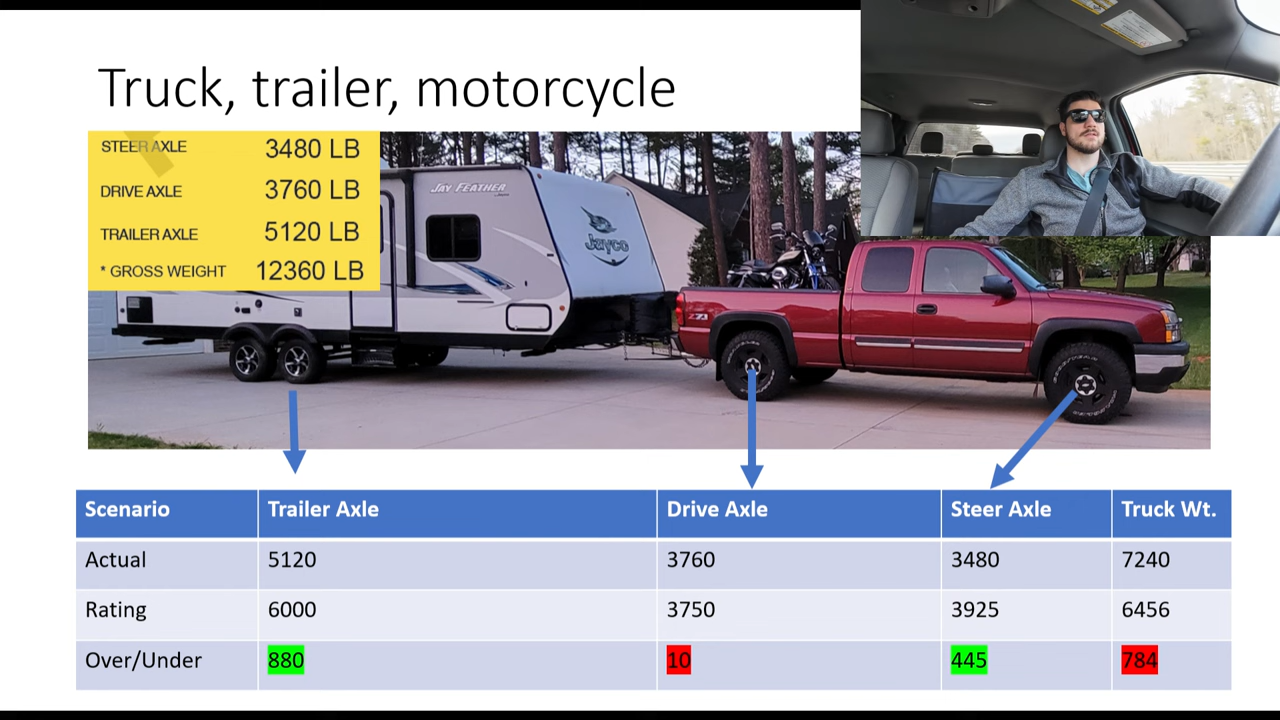 Truck, trailer, motorcycle
STEER AXLE 3480 LB
DRIVE AXLE 3760 LB
TRAILER AXLE 5120 LB
* GROSS WEIGHT 12360 LB
JAY FEATHER
Jayco
Z71
Scenario Trailer Axle Drive Axle Steer Axle Truck Wt.
Actual 5120 3760 3480 7240
Rating 6000 3750 3925 6456
Over/Under 880 10 445 784